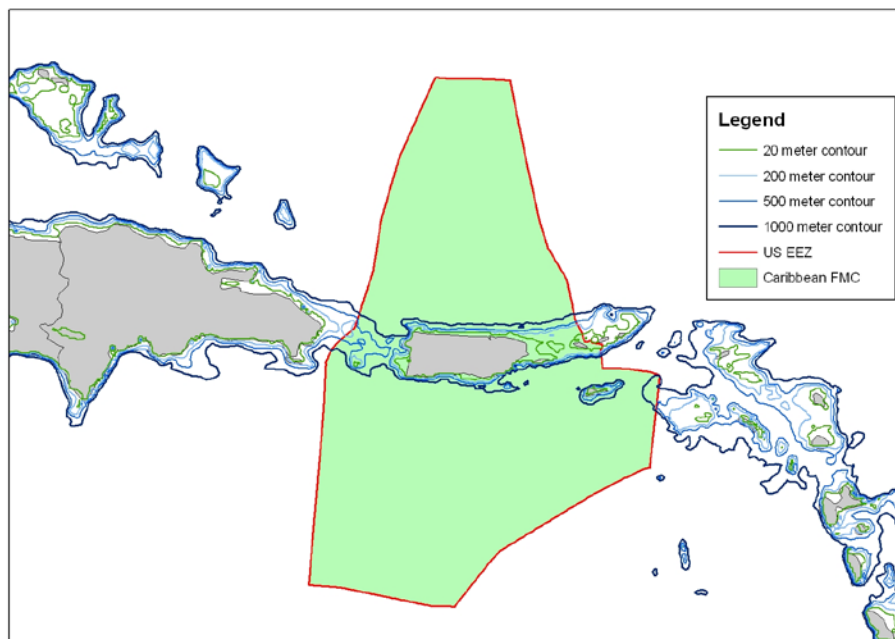 Legend
20 meter contour
200 meter contour
500 meter contour
1000 meter contour
US EEZ
Caribbean FMC